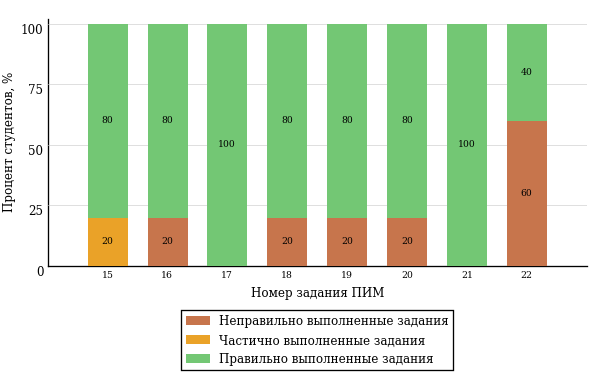 100
75
50
25
0
Процент студентов, %
80 80 100 80 80 80 100 40
20 20 20 20 20 60
15 16 17 18 19 20 21 22
Номер задания ПИМ
Неправильно выполненные задания
Частично выполненные задания
Правильно выполненные задания